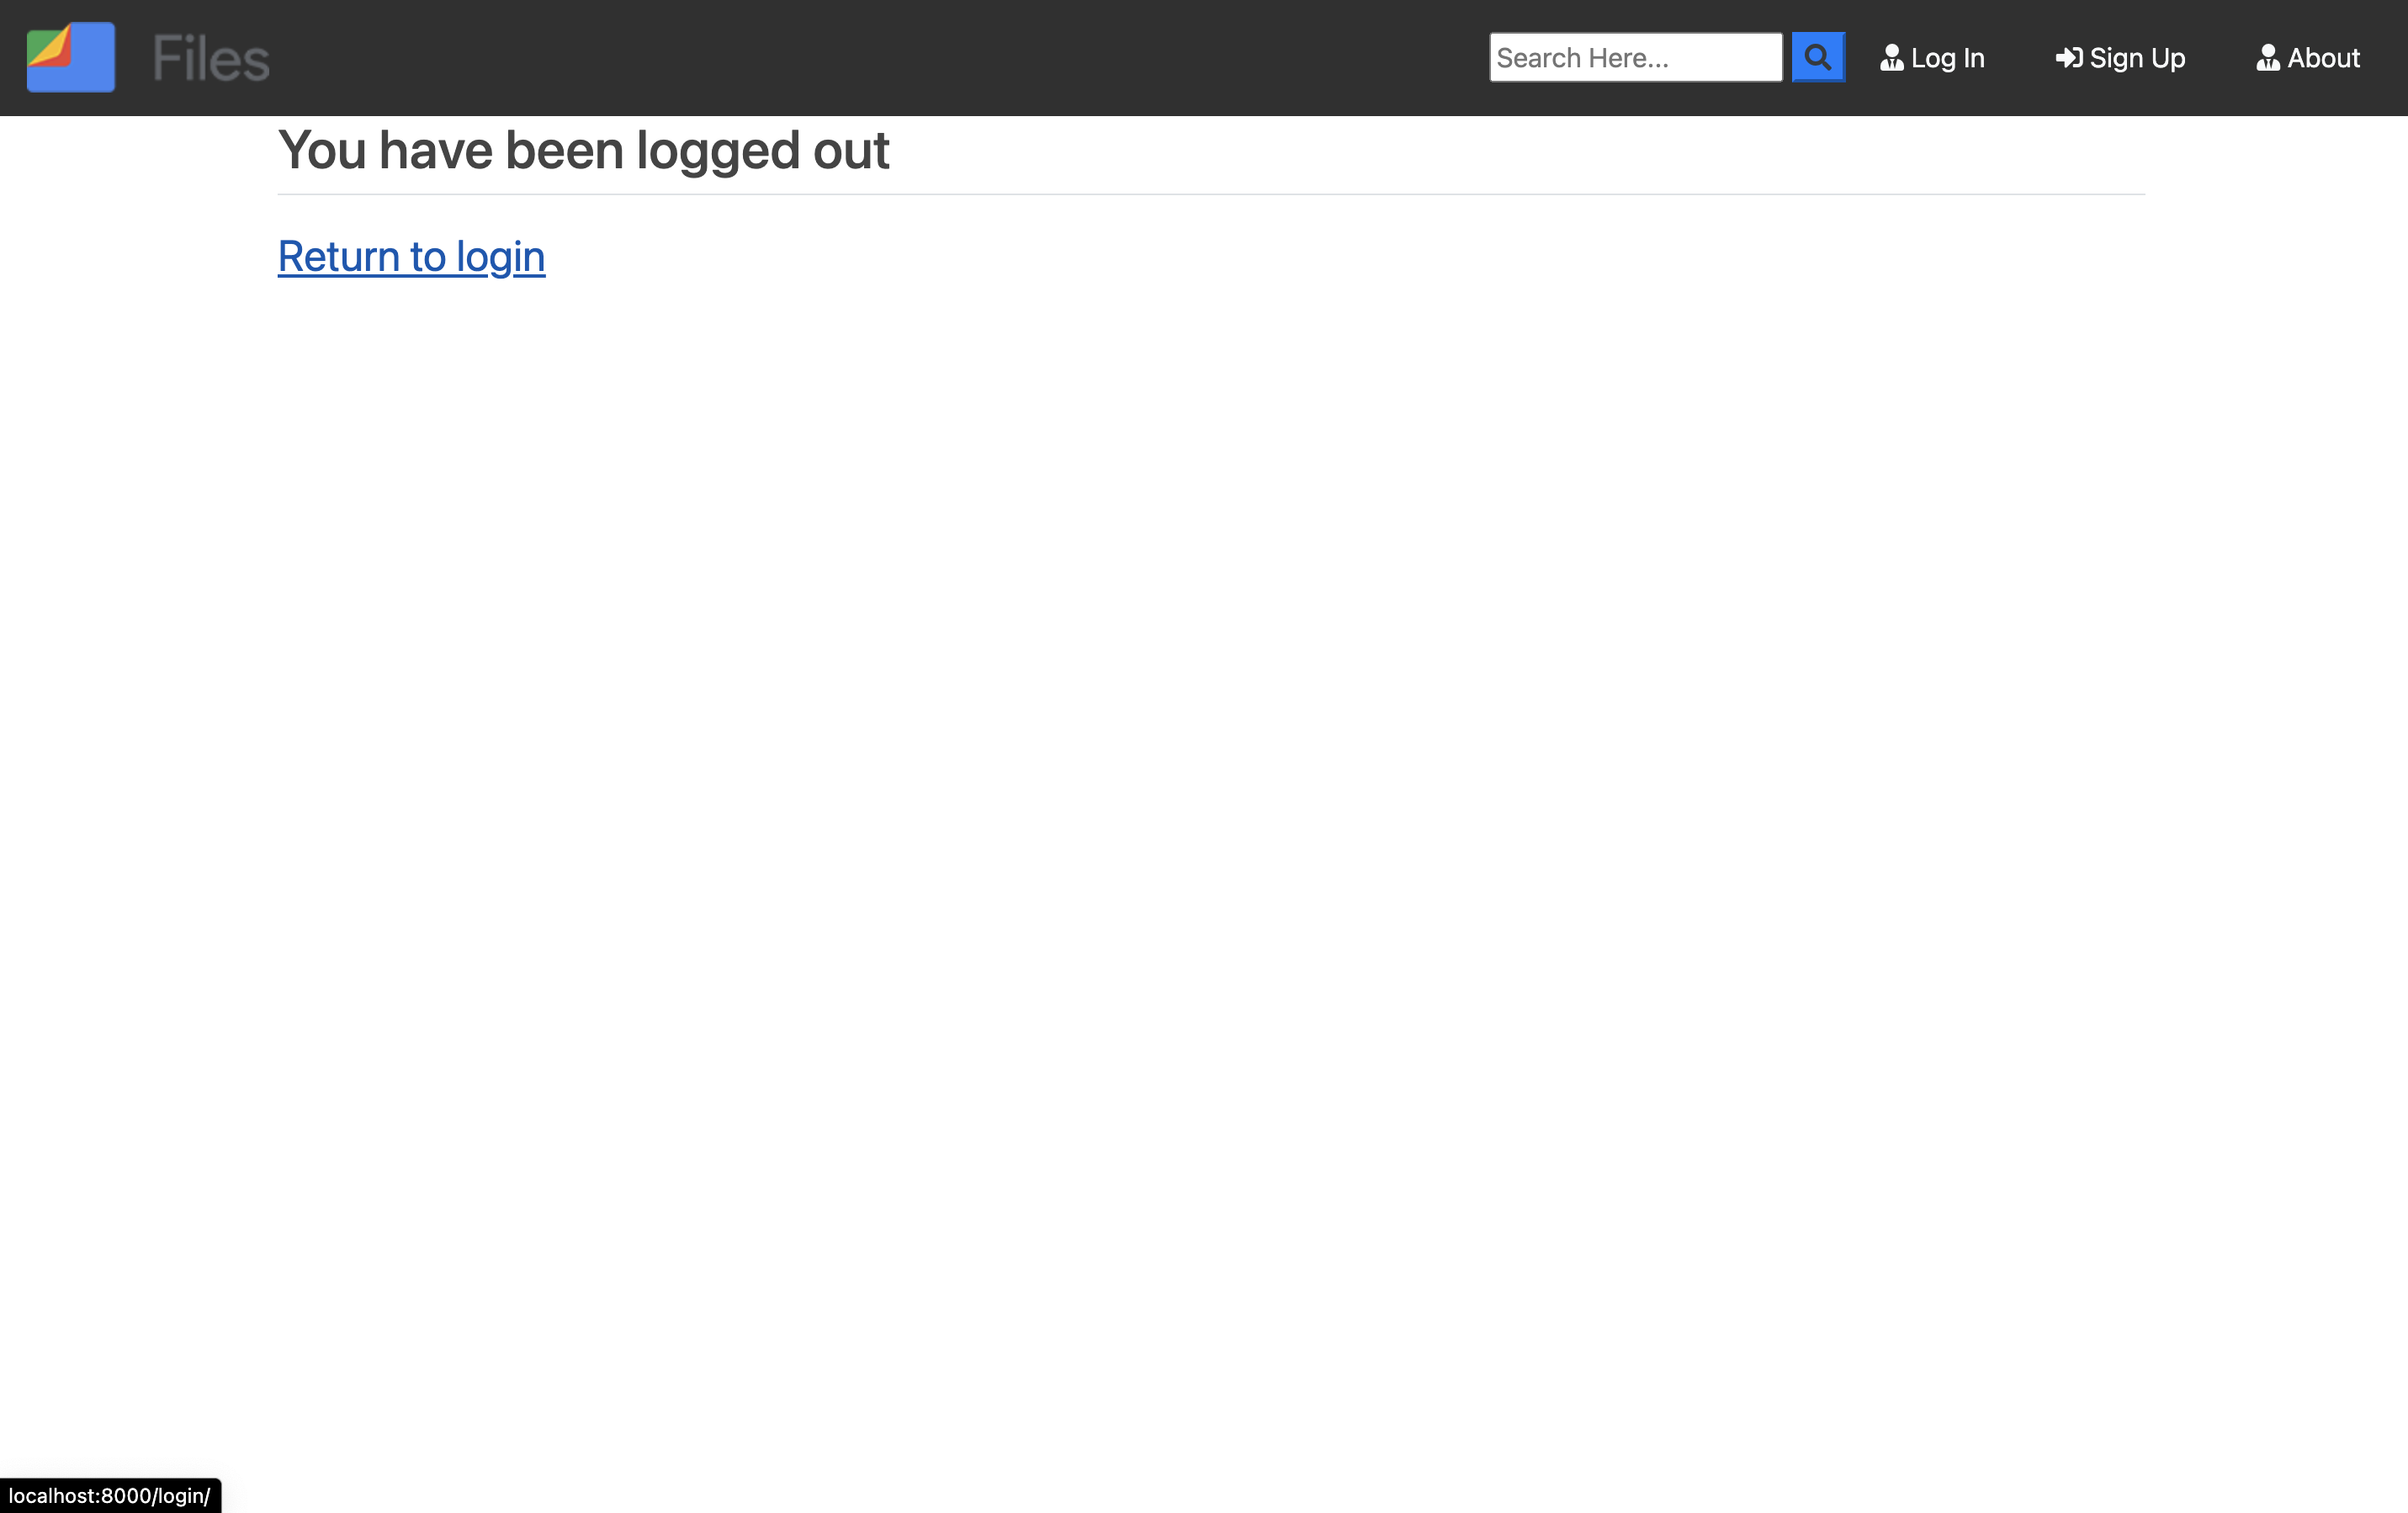 Files
Search Here...
Log In
Sign Up
About
You have been logged out
Return to login
localhost:8000/login/